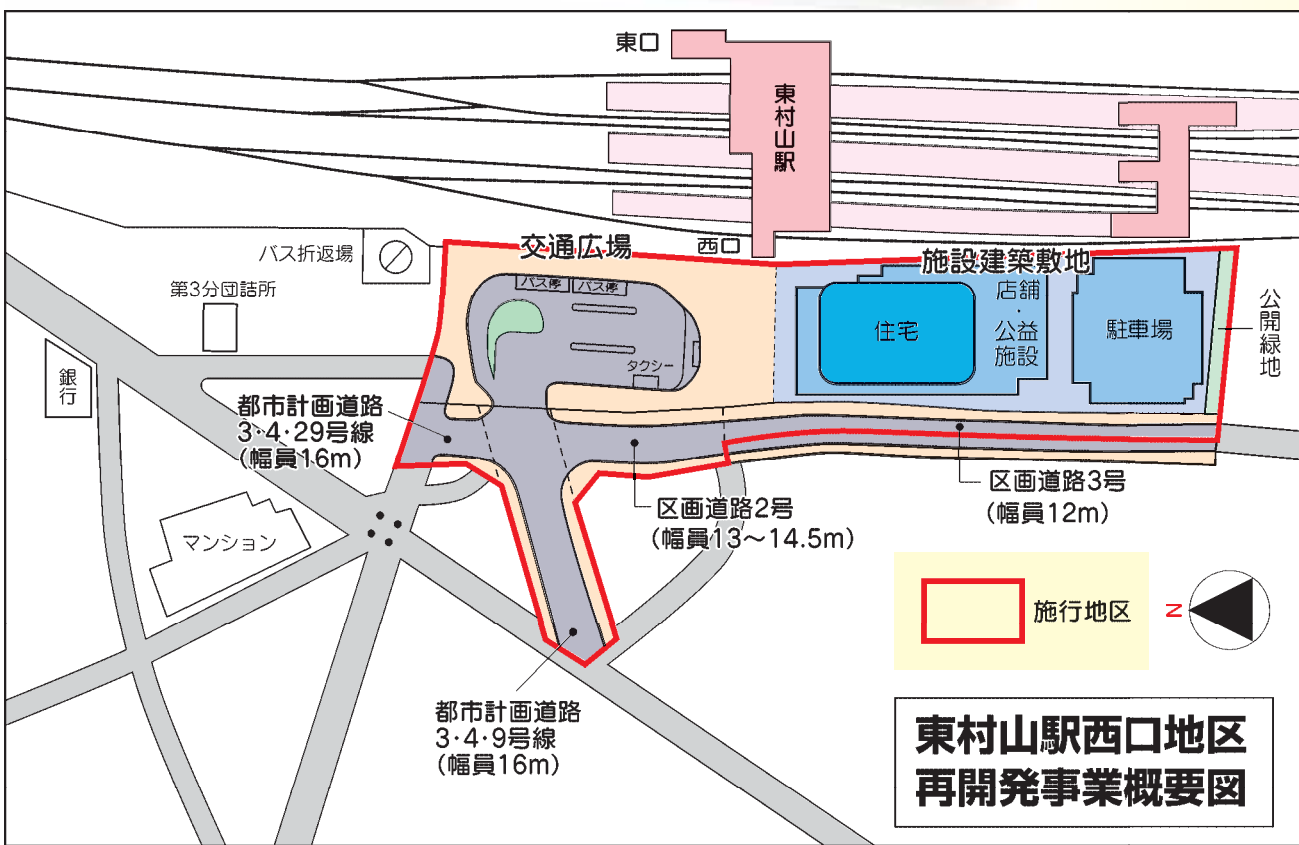 東口
東村山駅
西口
バス折返場
交通広場
施設建築敷地
第3分団詰所
バス停
バス停
店舗
・
公益
施設
住宅
駐車場
公開緑地
タクシー
銀行
都市計画道路
3・4・29号線
(幅員16m)
区画道路2号
(幅員13〜14.5m)
区画道路3号
(幅員12m)
マンション
施行地区
N
都市計画道路
3・4・9号線
(幅員16m)
東村山駅西口地区
再開発事業概要図